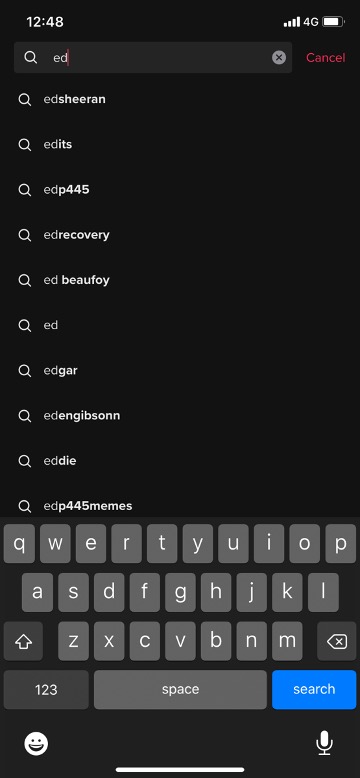 12:48 4G
ed Cancel
edsheeran
edits
edp445
edrecovery
ed beaufoy
ed
edgar
edengibsonn
eddie
edp445memes
q w e r t y u i o p
a s d f g h j k l
z x c v b n m
123 space search